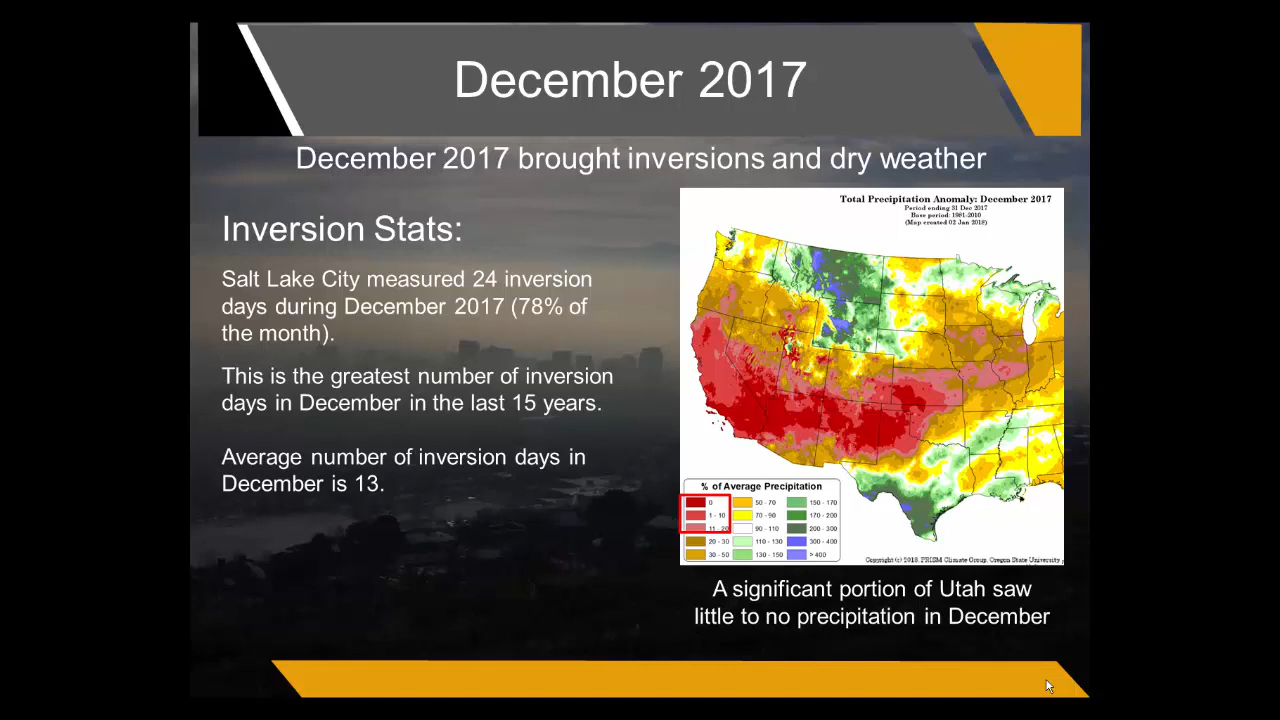 December 2017
December 2017 brought inversions and dry weather
Inversion Stats:
Salt Lake City measured 24 inversion
days during December 2017 (78% of
the month).
This is the greatest number of inversion
days in December in the last 15 years.
Average number of inversion days in
December is 13.
Total Precipitation Anomaly: December 2017
Period ending 31 Dec 2017
Base period: 1981-2010
(Map created 02 Jan 2018)
% of Average Precipitation
0 50 - 70 150 - 170
1 - 10 70 - 90 170 - 200
11 - 20 90 - 110 200 - 300
20 - 30 110 - 130 300 - 400
30 - 50 130 - 150 > 400
Copyright (c) 2018, PRISM Climate Group, Oregon State University
A significant portion of Utah saw
little to no precipitation in December